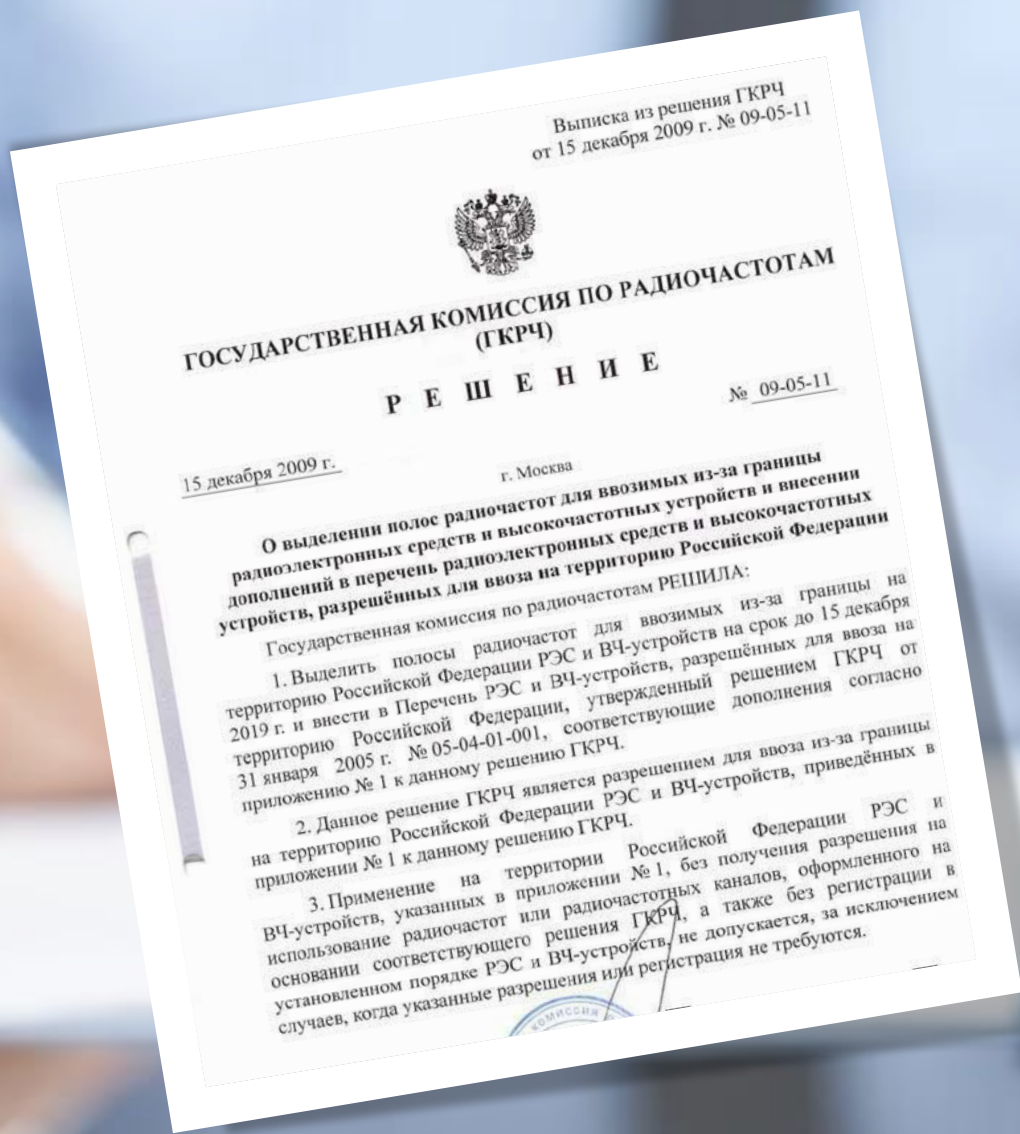 Выписка из решения ГКРЧ
от 15 декабря 2009 г. № 09-05-11
ГОСУДАРСТВЕННАЯ КОМИССИЯ ПО РАДИОЧАСТОТАМ
(ГКРЧ)
Р Е Ш Е Н И Е
15 декабря 2009 г.
№ 09-05-11
г. Москва
О выделении полос радиочастот для ввозимых из-за границы
радиоэлектронных средств и высокочастотных устройств и внесении
дополнений в перечень радиоэлектронных средств и высокочастотных
устройств, разрешённых для ввоза на территорию Российской Федерации
Государственная комиссия по радиочастотам РЕШИЛА:
1. Выделить полосы радиочастот для ввозимых из-за границы на
территорию Российской Федерации РЭС и ВЧ-устройств на срок до 15 декабря
2019 г. и внести в Перечень РЭС и ВЧ-устройств, разрешённых для ввоза на
территорию Российской Федерации, утвержденный решением ГКРЧ от
31 января 2005 г. № 05-04-01-001, соответствующие дополнения согласно
приложению № 1 к данному решению ГКРЧ.
2. Данное решение ГКРЧ является разрешением для ввоза из-за границы
на территорию Российской Федерации РЭС и ВЧ-устройств, приведённых в
приложении № 1 к данному решению ГКРЧ.
3. Применение на территории Российской Федерации РЭС и
ВЧ-устройств, указанных в приложении № 1, без получения разрешения на
использование радиочастот или радиочастотных каналов, оформленного на
основании соответствующего решения ГКРЧ, а также без регистрации в
установленном порядке РЭС и ВЧ-устройств, не допускается, за исключением
случаев, когда указанные разрешения или регистрация не требуются.
КОМИССИЯ